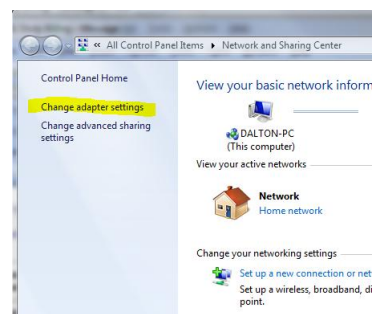 « All Control Panel Items ▸ Network and Sharing Center
Control Panel Home
Change adapter settings
Change advanced sharing
settings
View your basic network inform
DALTON-PC
(This computer)
View your active networks
Network
Home network
Change your networking settings
Set up a new connection or net
Set up a wireless, broadband, di
point.